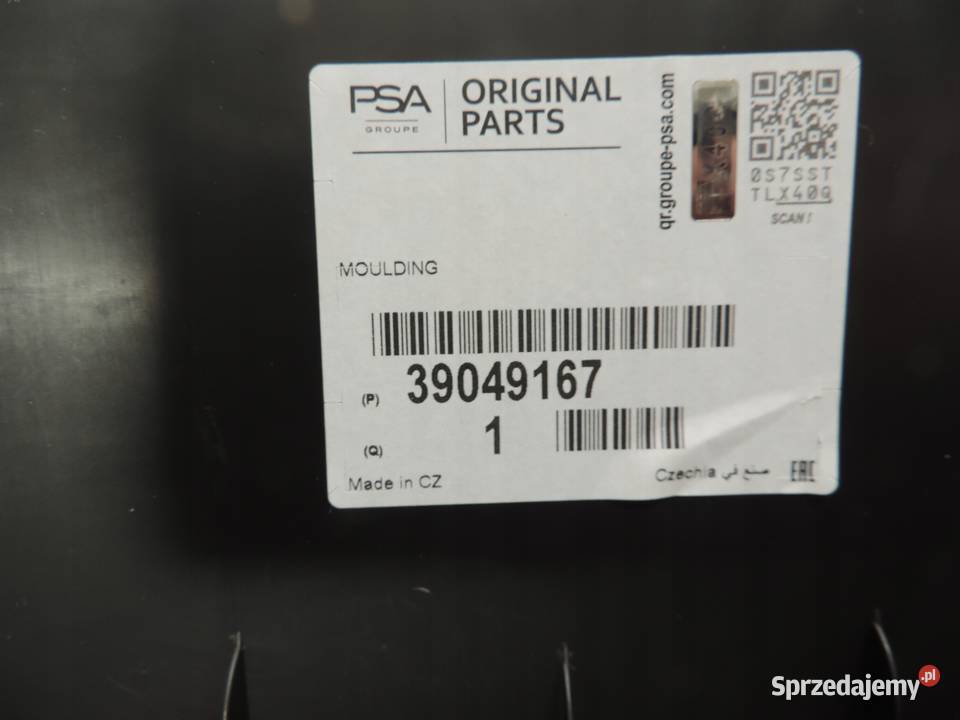 PSA
GROUPE
ORIGINAL
PARTS
qr.groupe-psa.com
0S7SST
TLX40Q
SCAN!
MOULDING
(P) 39049167
(Q) 1
Made in CZ
Czechia صنع في
EAC
Sprzedajemy.pl